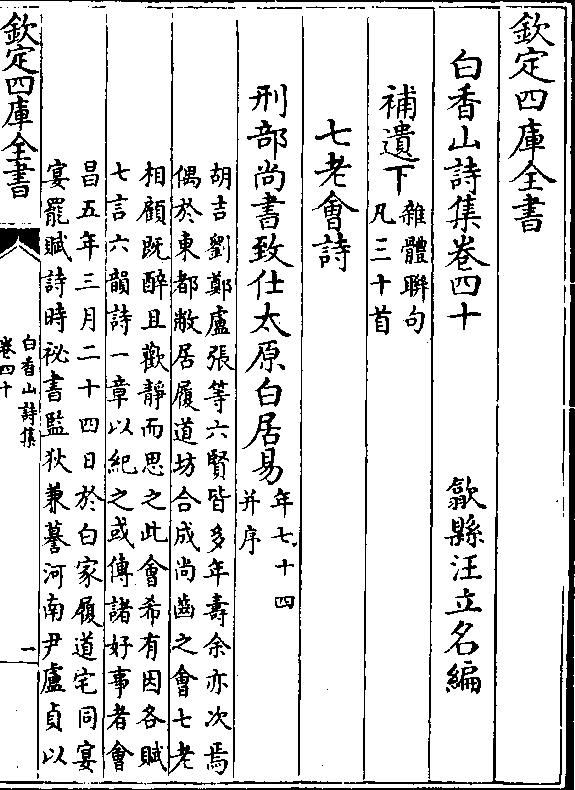 欽定四庫全書
白香山詩集卷四十
歙縣汪立名編
補遺下
雜體聯句
凡三十首
七老會詩
刑部尚書致仕太原白居易
年七十四
并序
胡吉劉鄭盧張等六賢皆多年壽余亦次焉
偶於東都敝居履道坊合成尚齒之會七老
相顧既醉且歡靜而思之此會希有因各賦
七言六韻詩一章以紀之或傳諸好事者會
昌五年三月二十四日於白家履道宅同宴
宴罷賦詩時祕書監狄兼謩河南尹盧貞以
欽定四庫全書
白香山詩集
卷四十
一